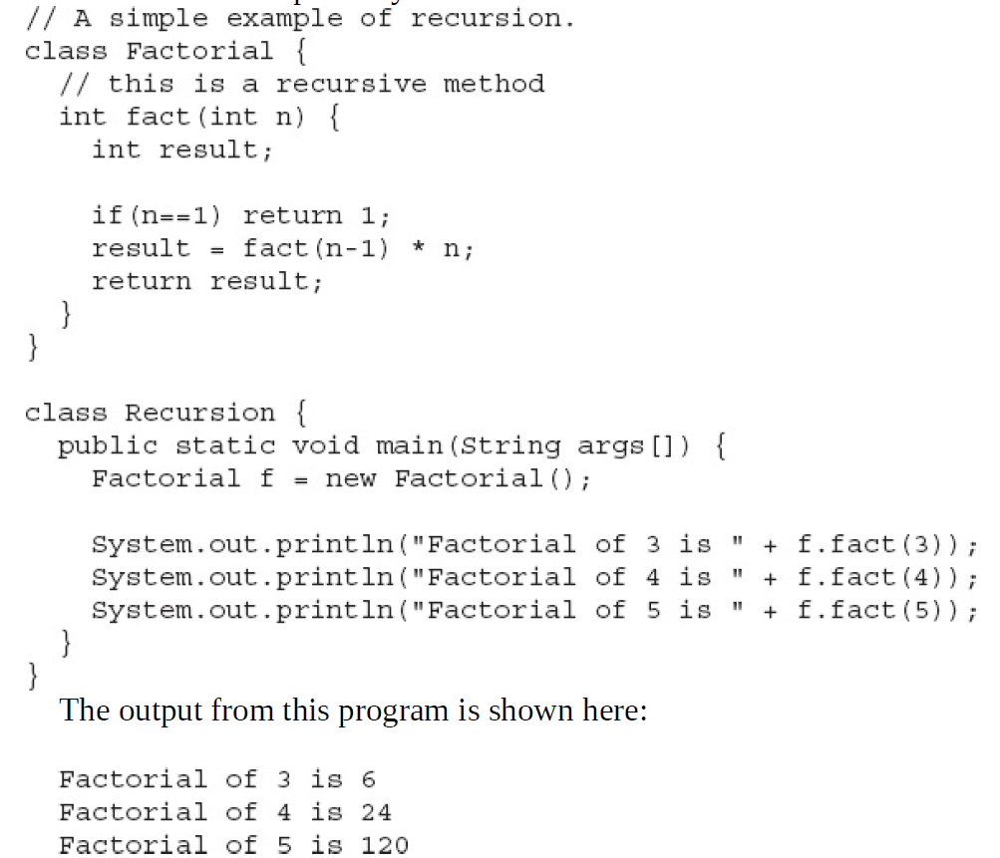 // A simple example of recursion.
class Factorial {
  // this is a recursive method
  int fact(int n) {
    int result;

    if(n==1) return 1;
    result = fact(n-1) * n;
    return result;
  }
}

class Recursion {
  public static void main(String args[]) {
    Factorial f = new Factorial();

    System.out.println("Factorial of 3 is " + f.fact(3));
    System.out.println("Factorial of 4 is " + f.fact(4));
    System.out.println("Factorial of 5 is " + f.fact(5));
  }
}
The output from this program is shown here:

Factorial of 3 is 6
Factorial of 4 is 24
Factorial of 5 is 120